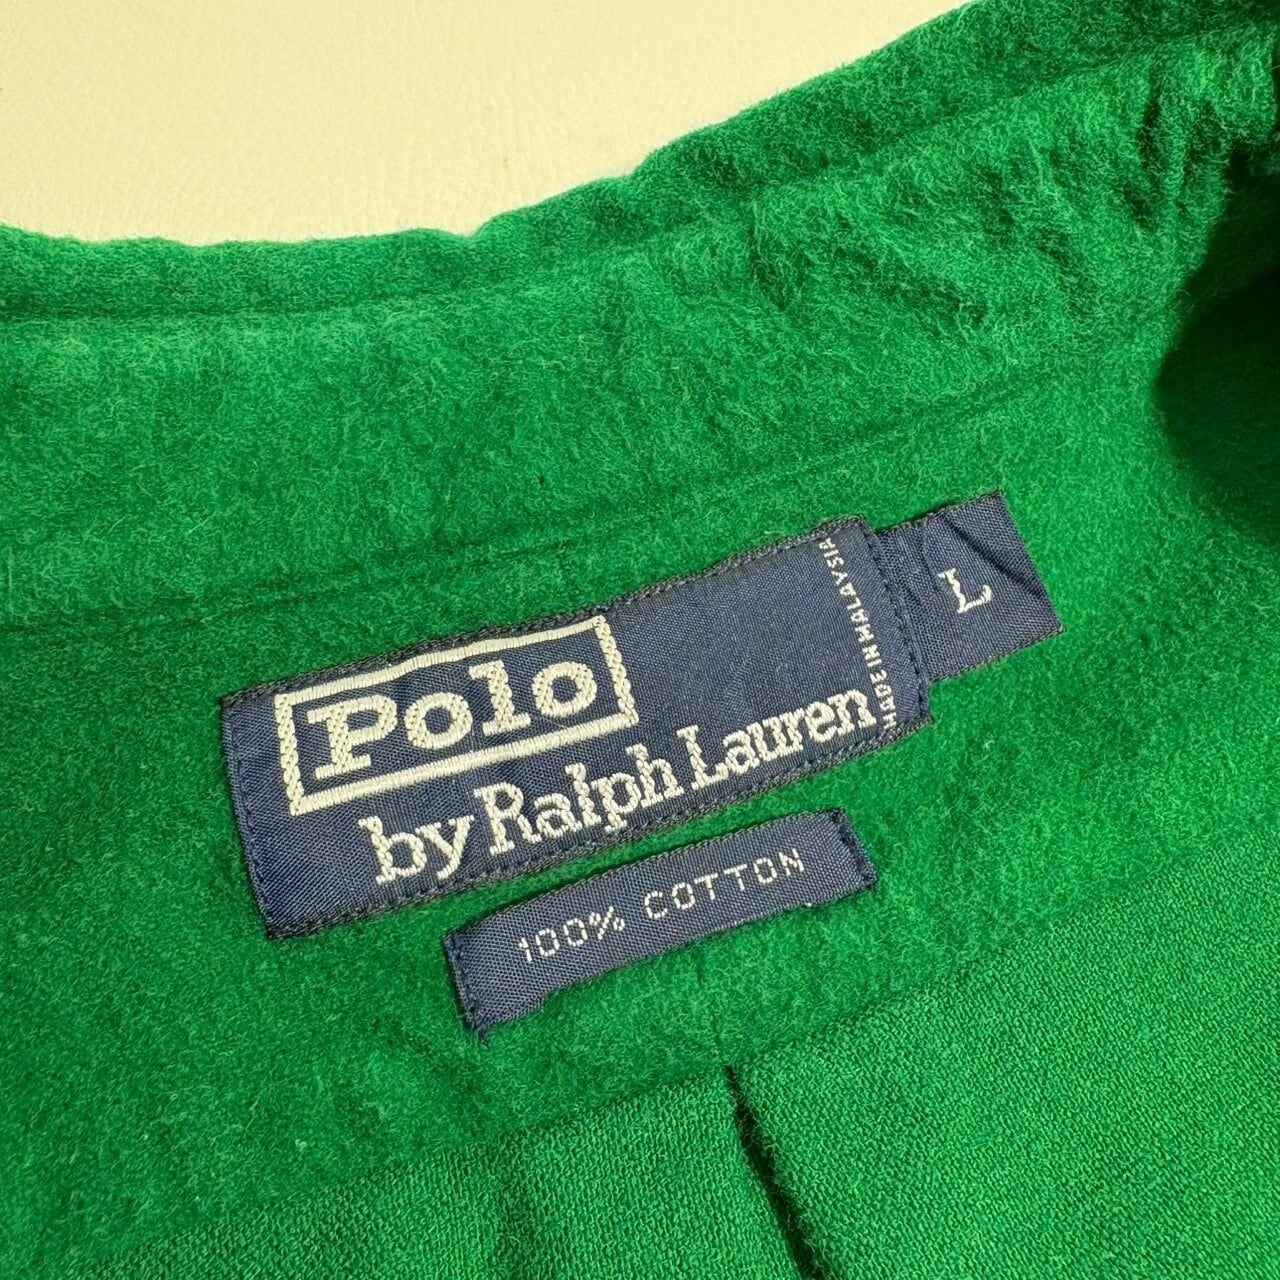 Polo
by Ralph Lauren
MADE IN MALAYSIA
L
100% COTTON